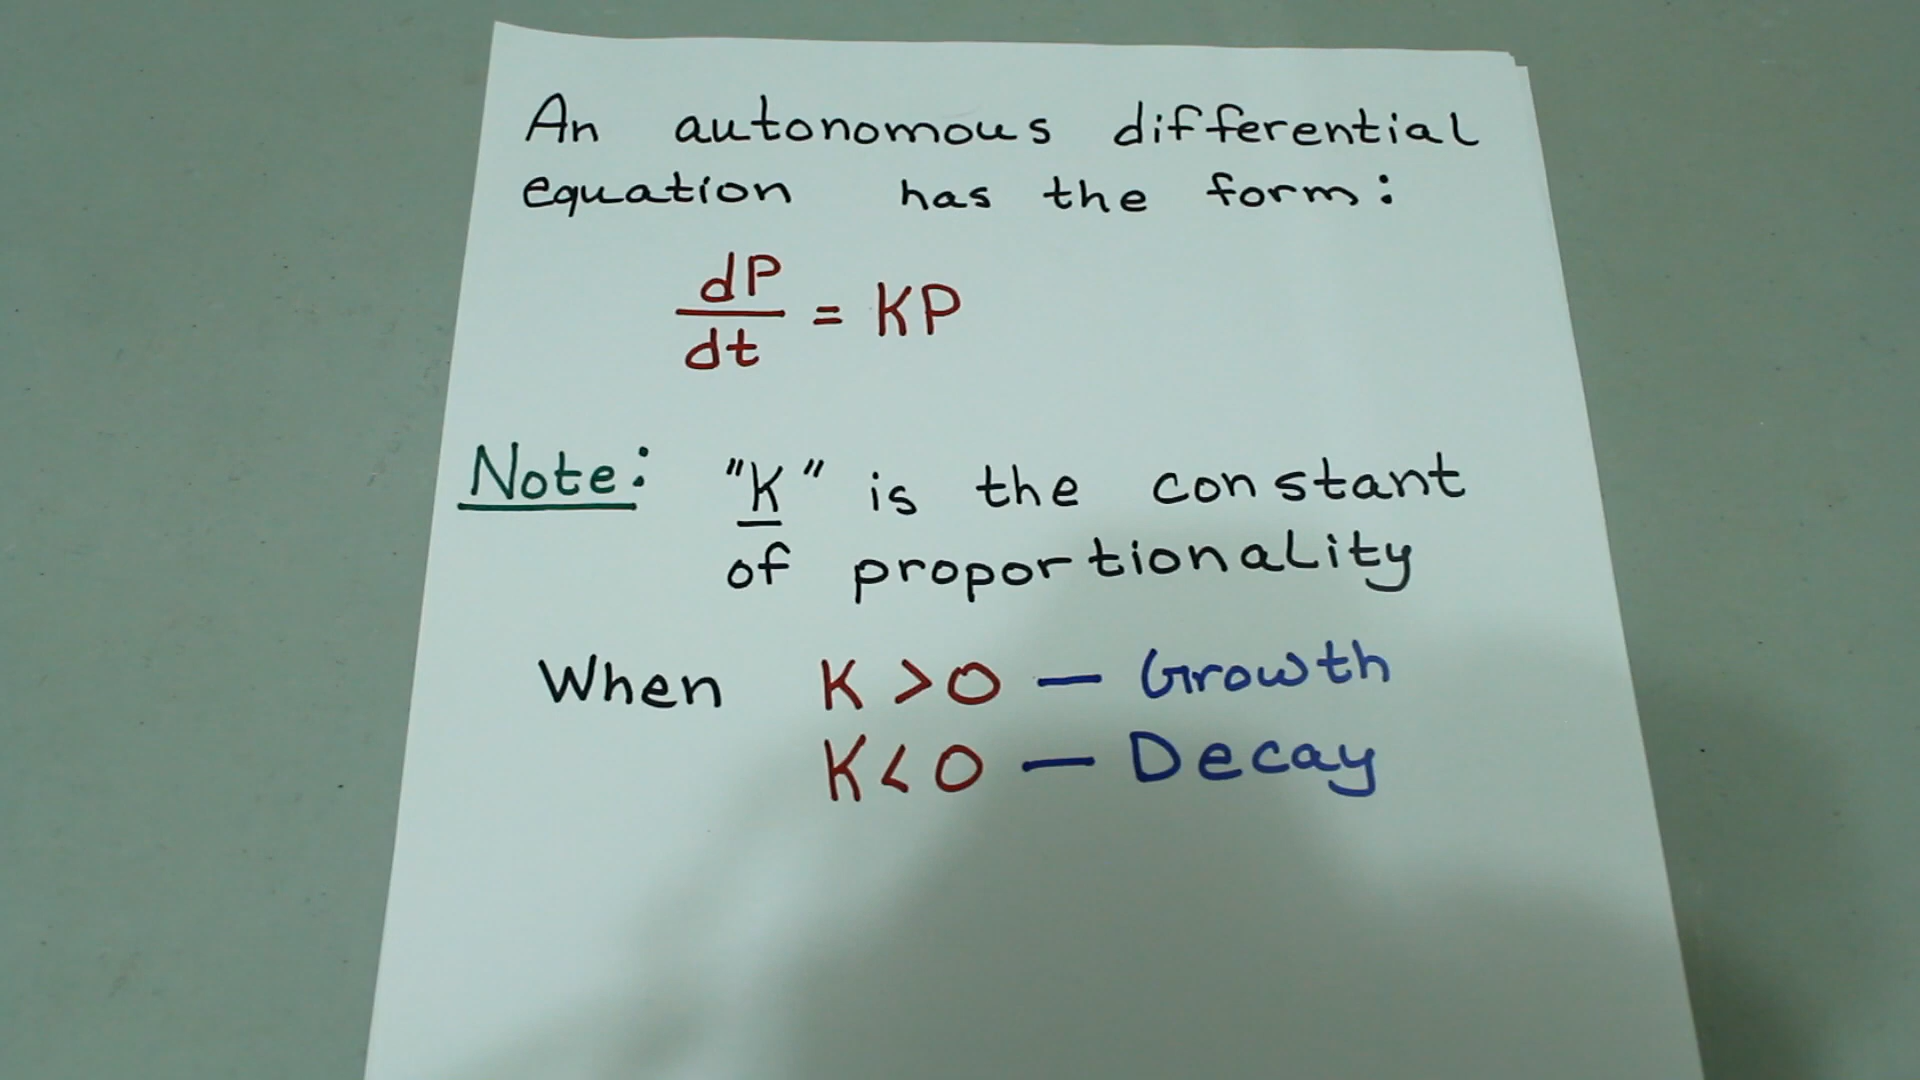 An autonomous differential
equation has the form:
dP/dt = KP
Note: "K" is the constant
of proportionality
When K > 0 — Growth
K < 0 — Decay